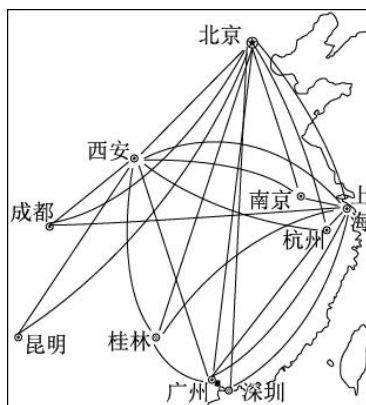 北京
西安
成都
南京
上
海
杭州
昆明
桂林
广州
深圳